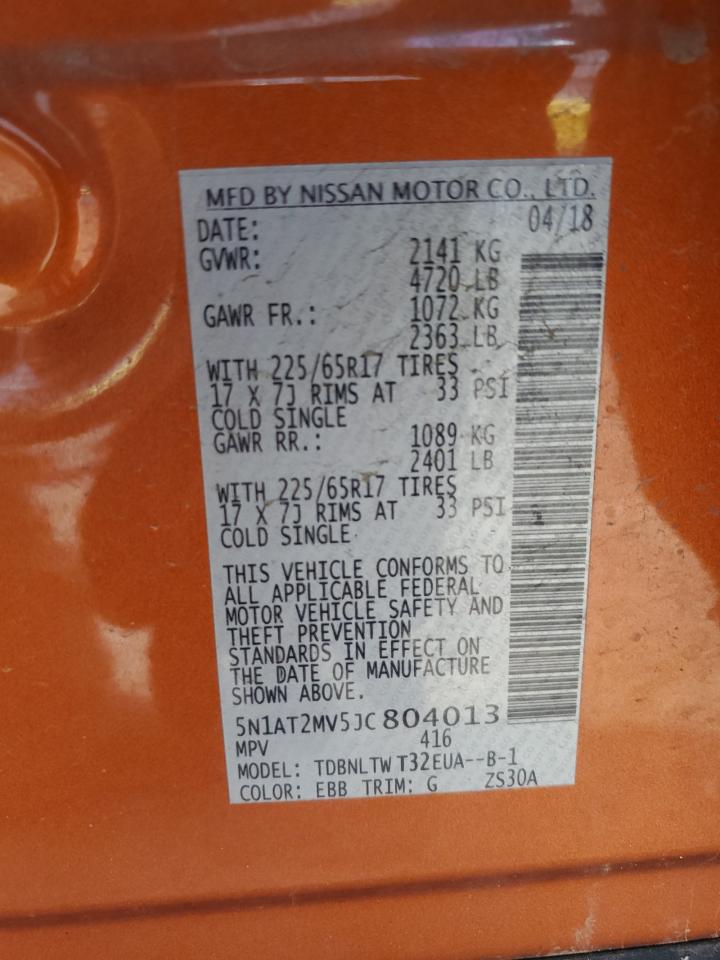 MFD BY NISSAN MOTOR CO., LTD.
DATE: 04/18
GVWR: 2141 KG
4720 LB
GAWR FR.: 1072 KG
2363 LB
WITH 225/65R17 TIRES
17 X 7J RIMS AT 33 PSI
COLD SINGLE
GAWR RR.: 1089 KG
2401 LB
WITH 225/65R17 TIRES
17 X 7J RIMS AT 33 PSI
COLD SINGLE
THIS VEHICLE CONFORMS TO
ALL APPLICABLE FEDERAL
MOTOR VEHICLE SAFETY AND
THEFT PREVENTION
STANDARDS IN EFFECT ON
THE DATE OF MANUFACTURE
SHOWN ABOVE.
5N1AT2MV5JC804013
MPV 416
MODEL: TDBNLTWT32EUA--B-1
COLOR: EBB TRIM: G ZS30A